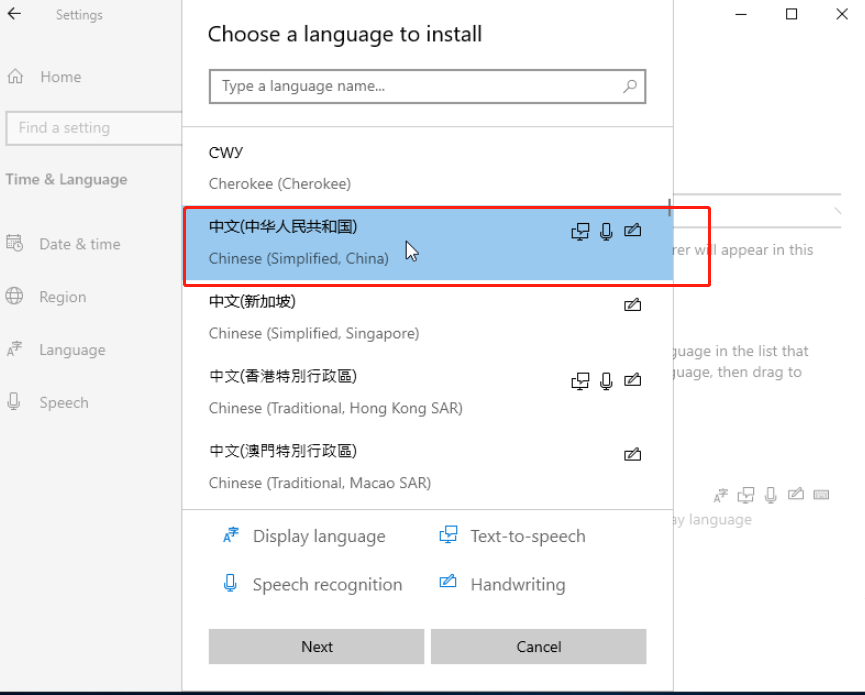 Settings
Choose a language to install
Home
Type a language name...
Find a setting
ᏣᎳᎩ
Cherokee (Cherokee)
Time & Language
中文(中华人民共和国)
Chinese (Simplified, China)
Date & time
rer will appear in this
Region
中文(新加坡)
Chinese (Simplified, Singapore)
Language
guage in the list that
guage, then drag to
中文(香港特別行政區)
Chinese (Traditional, Hong Kong SAR)
Speech
中文(澳門特別行政區)
Chinese (Traditional, Macao SAR)
ay language
Display language
Text-to-speech
Speech recognition
Handwriting
Next
Cancel